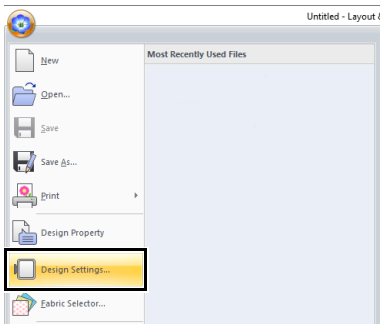 Untitled - Layout &
Most Recently Used Files
New
Open...
Save
Save As...
Print
Design Property
Design Settings...
Fabric Selector...